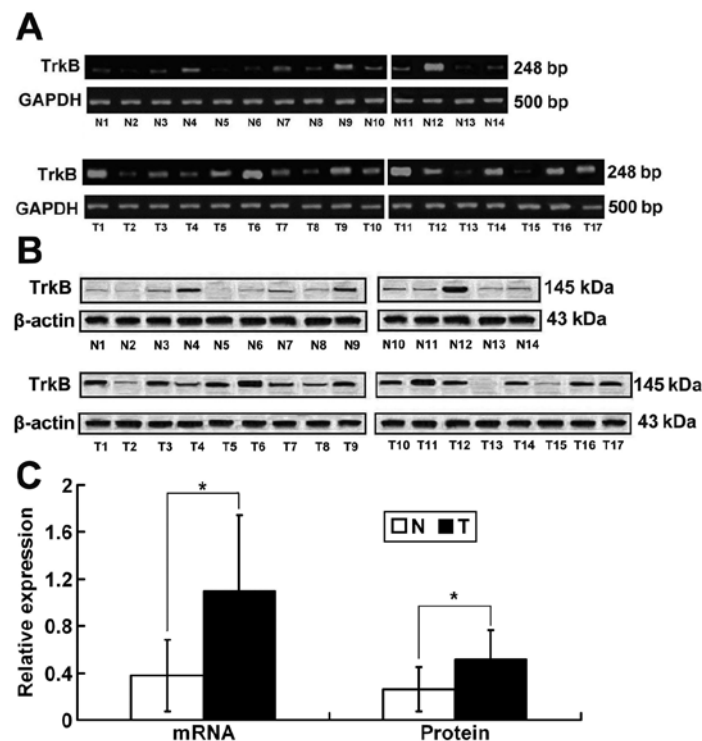 A
TrkB 248 bp
GAPDH 500 bp
N1 N2 N3 N4 N5 N6 N7 N8 N9 N10 N11 N12 N13 N14
TrkB 248 bp
GAPDH 500 bp
T1 T2 T3 T4 T5 T6 T7 T8 T9 T10 T11 T12 T13 T14 T15 T16 T17
B
TrkB 145 kDa
β-actin 43 kDa
N1 N2 N3 N4 N5 N6 N7 N8 N9 N10 N11 N12 N13 N14
TrkB 145 kDa
β-actin 43 kDa
T1 T2 T3 T4 T5 T6 T7 T8 T9 T10 T11 T12 T13 T14 T15 T16 T17
C
Relative expression
2
1.6
1.2
0.8
0.4
0
*
N T
*
mRNA Protein